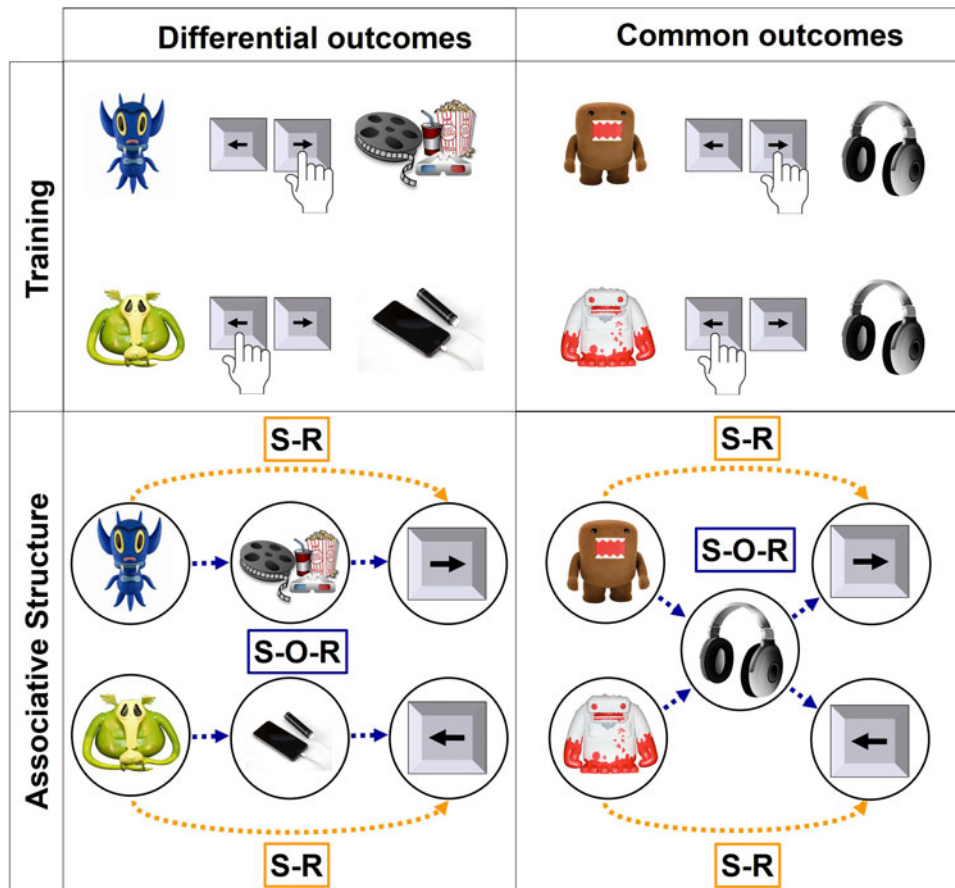 Differential outcomes
Common outcomes
Training
Associative Structure
S-R
S-R
S-O-R
S-O-R
S-R
S-R